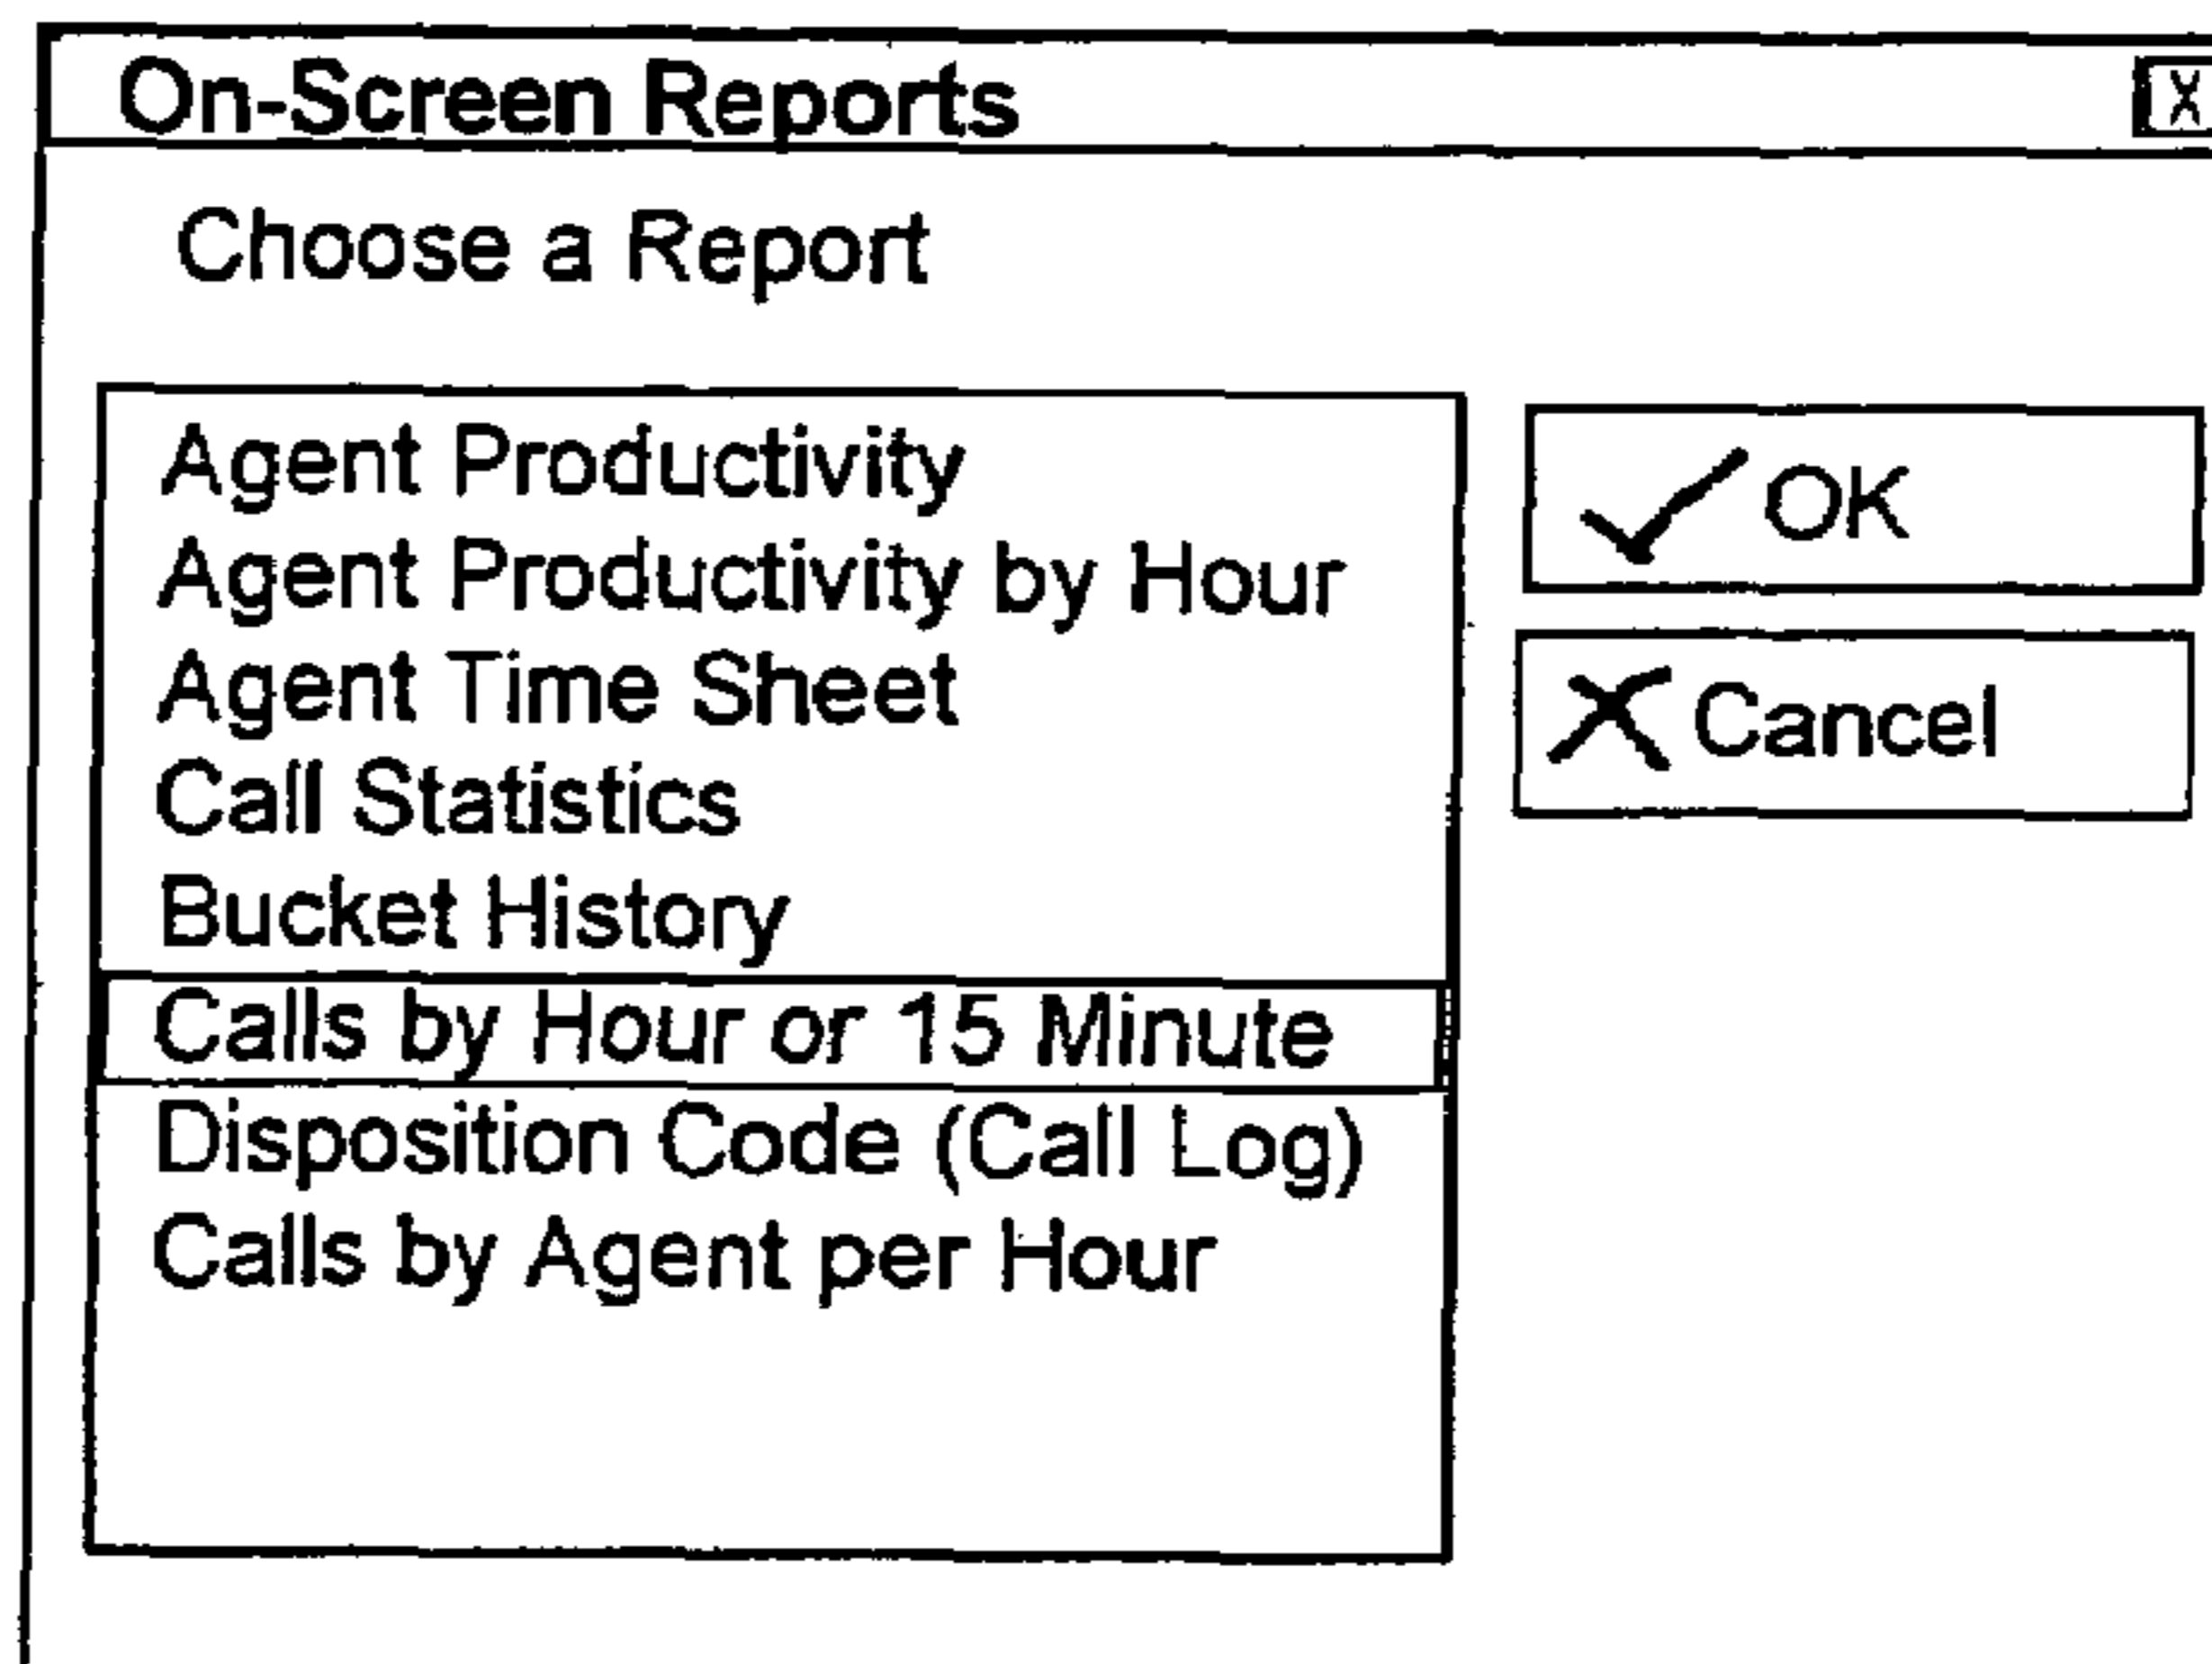 On-Screen Reports X
Choose a Report
Agent Productivity
Agent Productivity by Hour
Agent Time Sheet
Call Statistics
Bucket History
Calls by Hour or 15 Minute
Disposition Code (Call Log)
Calls by Agent per Hour
OK
Cancel